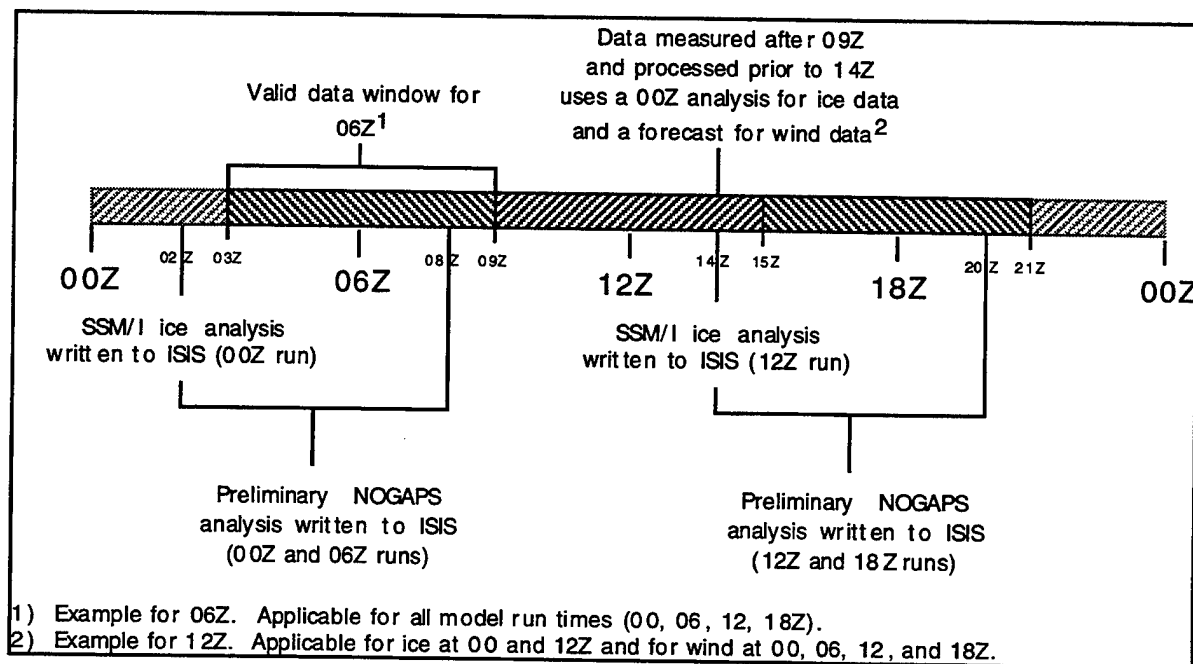 Data measured after 09Z
and processed prior to 14Z
uses a 00Z analysis for ice data
and a forecast for wind data2
Valid data window for
06Z1
02Z 03Z 08Z 09Z 14Z 15Z 20Z 21Z
00Z 06Z 12Z 18Z 00Z
SSM/I ice analysis
written to ISIS (00Z run)
SSM/I ice analysis
written to ISIS (12Z run)
Preliminary NOGAPS
analysis written to ISIS
(00Z and 06Z runs)
Preliminary NOGAPS
analysis written to ISIS
(12Z and 18Z runs)
1) Example for 06Z. Applicable for all model run times (00, 06, 12, 18Z).
2) Example for 12Z. Applicable for ice at 00 and 12Z and for wind at 00, 06, 12, and 18Z.